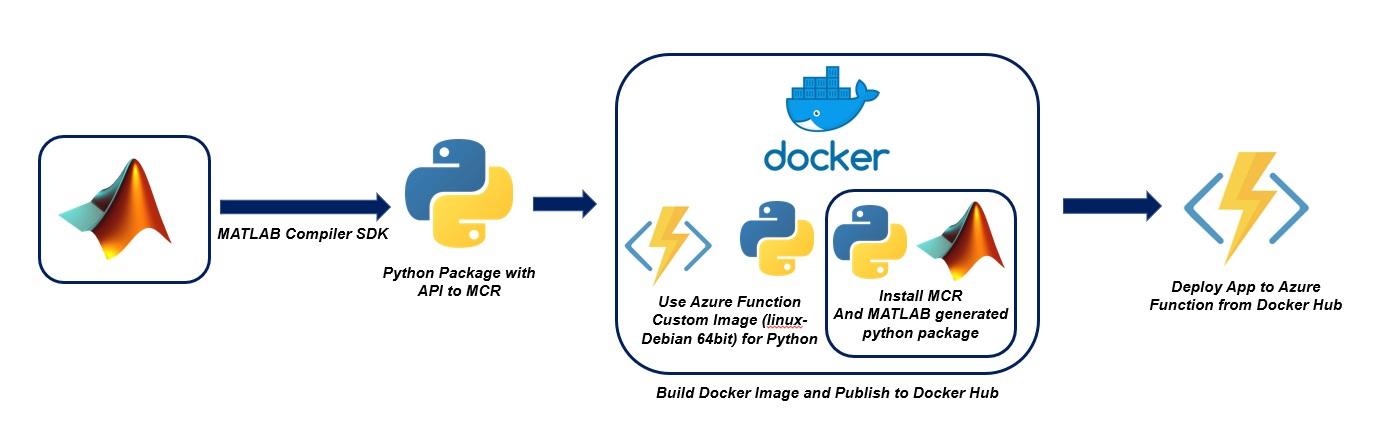 docker
MATLAB Compiler SDK
Python Package with
API to MCR
Use Azure Function
Custom Image (linux-
Debian 64bit) for Python
Install MCR
And MATLAB generated
python package
Build Docker Image and Publish to Docker Hub
Deploy App to Azure
Function from Docker Hub